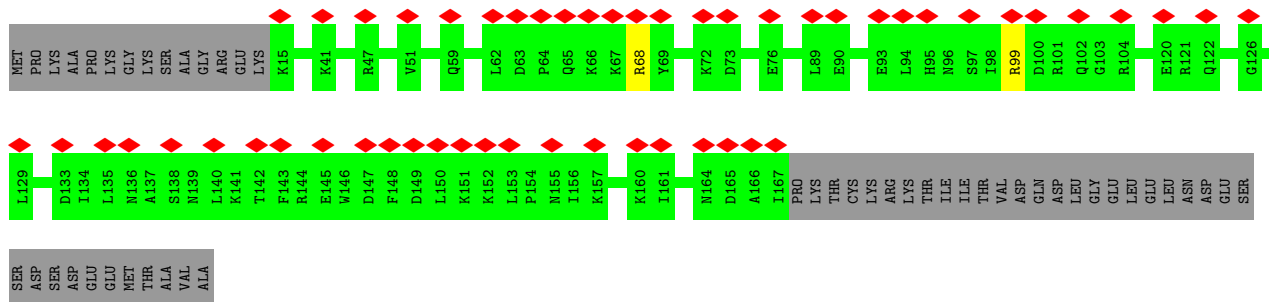 MET PRO LYS ALA PRO LYS GLY LYS SER ALA GLY ARG GLU LYS K15 K41 R47 V51 Q59 L62 D63 P64 Q65 K66 K67 R68 Y69 K72 D73 E76 L89 E90 E93 L94 H95 N96 S97 I98 R99 D100 R101 Q102 G103 R104 E120 R121 Q122 G126
L129 D133 I134 L135 N136 A137 S138 N139 L140 K141 T142 F143 R144 E145 W146 D147 F148 D149 L150 K151 K152 L153 P154 N155 I156 K157 K160 I161 N164 D165 A166 I167 PRO LYS THR CYS LYS ARG LYS THR ILE ILE THR VAL ASP GLN ASP LEU GLY GLU LEU GLU LEU ASN ASP GLU SER
SER ASP SER ASP GLU GLU MET THR ALA VAL ALA